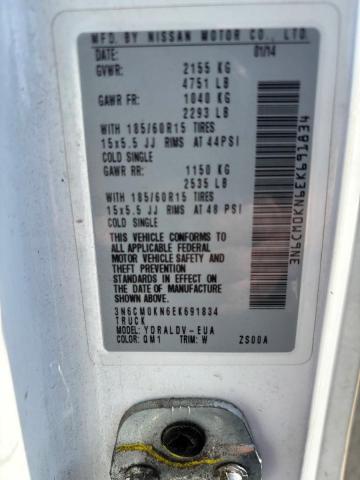 MFD. BY NISSAN MOTOR CO., LTD.
DATE: 01/14
GVWR: 2155 KG
4751 LB
GAWR FR: 1040 KG
2293 LB
WITH 185/60R15 TIRES
15x5.5 JJ RIMS AT 44PSI
COLD SINGLE
GAWR RR: 1150 KG
2535 LB
WITH 185/60R15 TIRES
15x5.5 JJ RIMS AT 48 PSI
COLD SINGLE
THIS VEHICLE CONFORMS TO
ALL APPLICABLE FEDERAL
MOTOR VEHICLE SAFETY AND
THEFT PREVENTION
STANDARDS IN EFFECT ON
THE DATE OF MANUFACTURE
SHOWN ABOVE.
3N6CM0KN6EK691834
TRUCK
MODEL: YDRALDV-EUA
COLOR: QM1 TRIM: W ZS00A
3N6CM0KN6EK691834